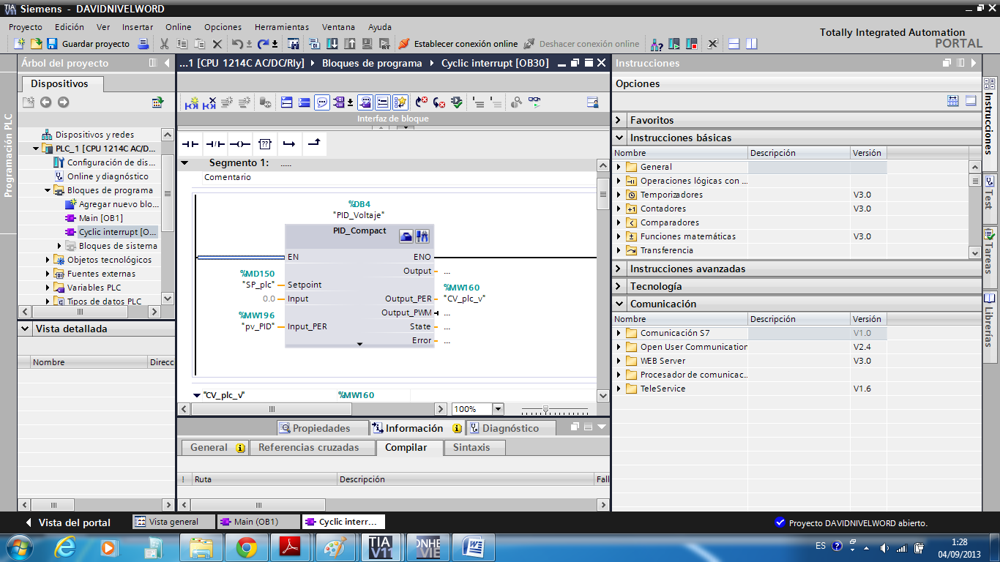 Siemens - DAVIDNIVELWORD
TIA V11
Proyecto Edición Ver Insertar Online Opciones Herramientas Ventana Ayuda
Totally Integrated Automation
PORTAL
Guardar proyecto
Establecer conexión online
Deshacer conexión online
Árbol del proyecto
Dispositivos
Programación PLC
Dispositivos y redes
PLC_1 [CPU 1214C AC/D...
Configuración de dis...
Online y diagnóstico
Bloques de programa
Agregar nuevo blo...
Main [OB1]
Cyclic interrupt [O...
Bloques de sistema
Objetos tecnológicos
Fuentes externas
Variables PLC
Tipos de datos PLC
Vista detallada
Nombre Direcc
...1 [CPU 1214C AC/DC/Rly] Bloques de programa Cyclic interrupt [OB30]
Interfaz de bloque
??
Segmento 1: .....
Comentario
%DB4
"PID_Voltaje"
PID_Compact
EN ENO
Output ...
%MD150
"SP_plc" Setpoint
%MW160
0.0 Input Output_PER "CV_plc_v"
%MW196
Output_PWM ...
"pv_PID" Input_PER State ...
Error ...
"CV_plc_v" %MW160
100%
Propiedades Información Diagnóstico
General Referencias cruzadas Compilar Sintaxis
! Ruta Descripción Fall
Instrucciones
Opciones
Favoritos
Instrucciones básicas
Nombre Descripción Versión
General
Operaciones lógicas con ...
Temporizadores V3.0
Contadores V3.0
Comparadores
Funciones matemáticas V3.0
Transferencia
Instrucciones avanzadas
Tecnología
Comunicación
Nombre Descripción Versión
Comunicación S7 V1.0
Open User Communication V2.4
WEB Server V3.0
Procesador de comunicac...
TeleService V1.6
Instrucciones
Test
Tareas
Librerías
Vista del portal
Vista general
Main (OB1)
Cyclic interr...
Proyecto DAVIDNIVELWORD abierto.
TIA V11
ES
1:28
04/09/2013